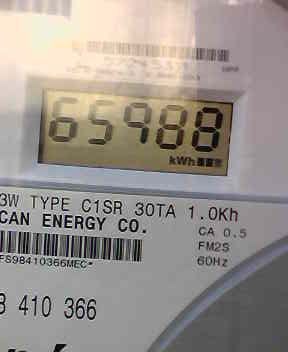 65988
kWh
3W TYPE C1SR 30TA 1.0Kh
CAN ENERGY CO.
CA 0.5
FM2S
60Hz
FS98410366MEC*
8 410 366